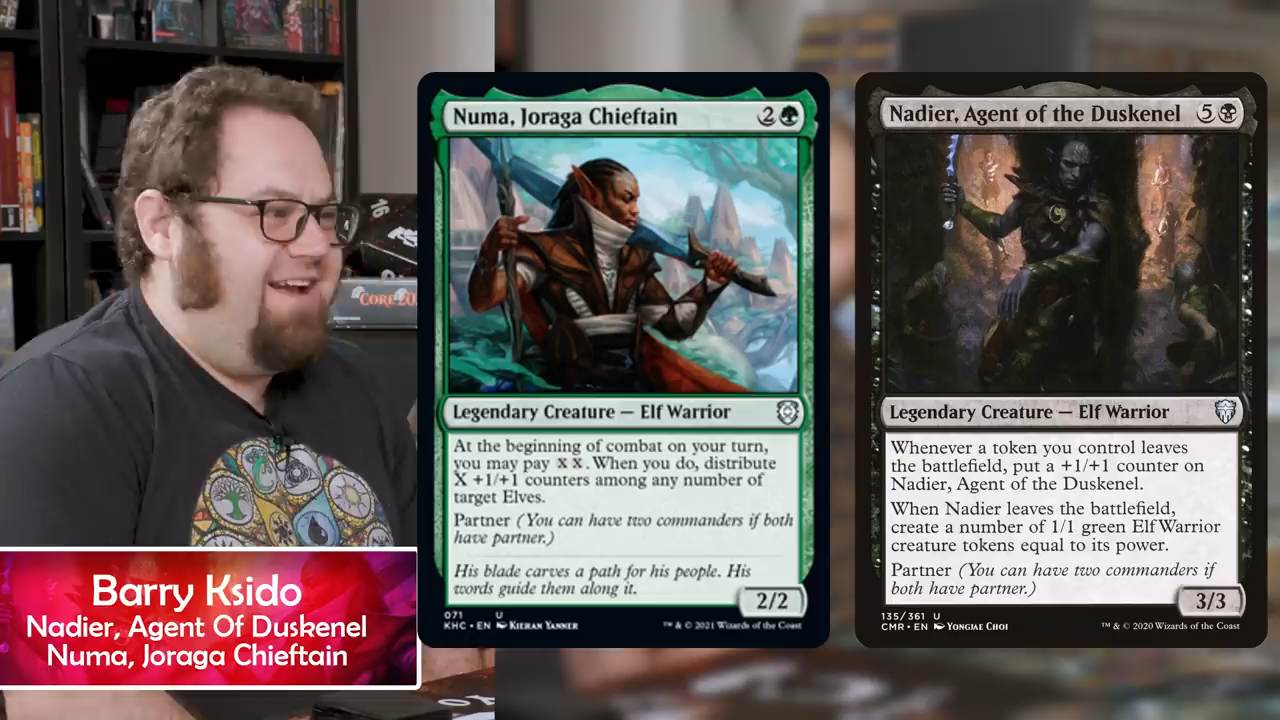 16
CORE 20
Barry Ksido
Nadier, Agent Of Duskenel
Numa, Joraga Chieftain
Numa, Joraga Chieftain 2
Legendary Creature — Elf Warrior
At the beginning of combat on your turn,
you may pay X X. When you do, distribute
X +1/+1 counters among any number of
target Elves.
Partner (You can have two commanders if both
have partner.)
His blade carves a path for his people. His
words guide them along it.
2/2
071 U
KHC • EN Kieran Yanner ™ & © 2021 Wizards of the Coast
Nadier, Agent of the Duskenel 5
Legendary Creature — Elf Warrior
Whenever a token you control leaves
the battlefield, put a +1/+1 counter on
Nadier, Agent of the Duskenel.
When Nadier leaves the battlefield,
create a number of 1/1 green Elf Warrior
creature tokens equal to its power.
Partner (You can have two commanders if
both have partner.)
3/3
135/361 U
CMR • EN Yongjae Choi ™ & © 2020 Wizards of the Coast